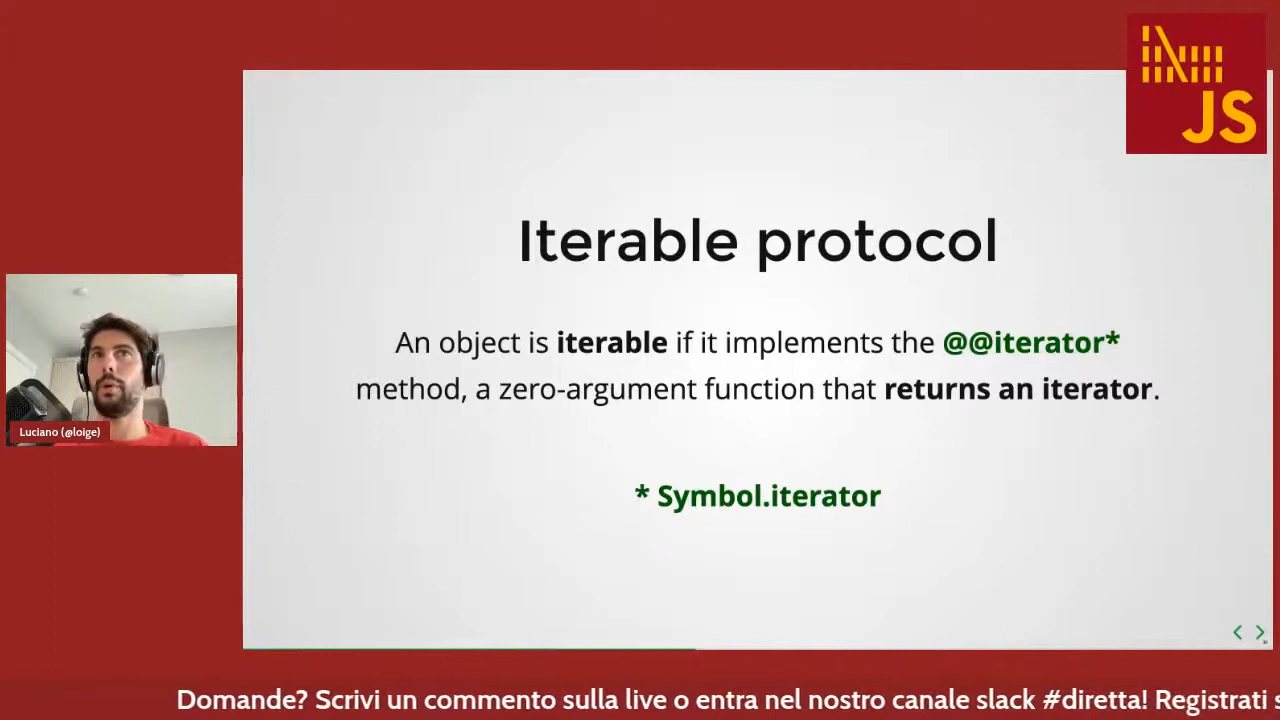 JS
Iterable protocol
An object is iterable if it implements the @@iterator*
method, a zero-argument function that returns an iterator.
* Symbol.iterator
Luciano (@loige)
Domande? Scrivi un commento sulla live o entra nel nostro canale slack #diretta! Registrati s